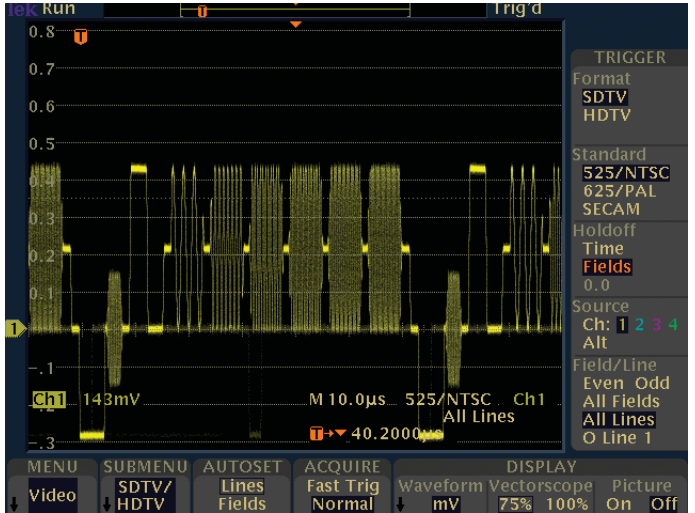 Tek Run Trig'd
0.8
0.7
0.6
0.5
0.4
0.3
0.2
0.1
1
-.1
-.2
-.3
T
Ch1 143mV M 10.0µs 525/NTSC Ch1
All Lines
T→▼ 40.2000µs
TRIGGER
Format
SDTV
HDTV
Standard
525/NTSC
625/PAL
SECAM
Holdoff
Time
Fields
0.0
Source
Ch: 1 2 3 4
Alt
Field/Line
Even Odd
All Fields
All Lines
O Line 1
MENU SUBMENU AUTOSET ACQUIRE DISPLAY
Video
SDTV/
HDTV
Lines
Fields
Fast Trig
Normal
Waveform Vectorscope Picture
mV 75% 100% On Off